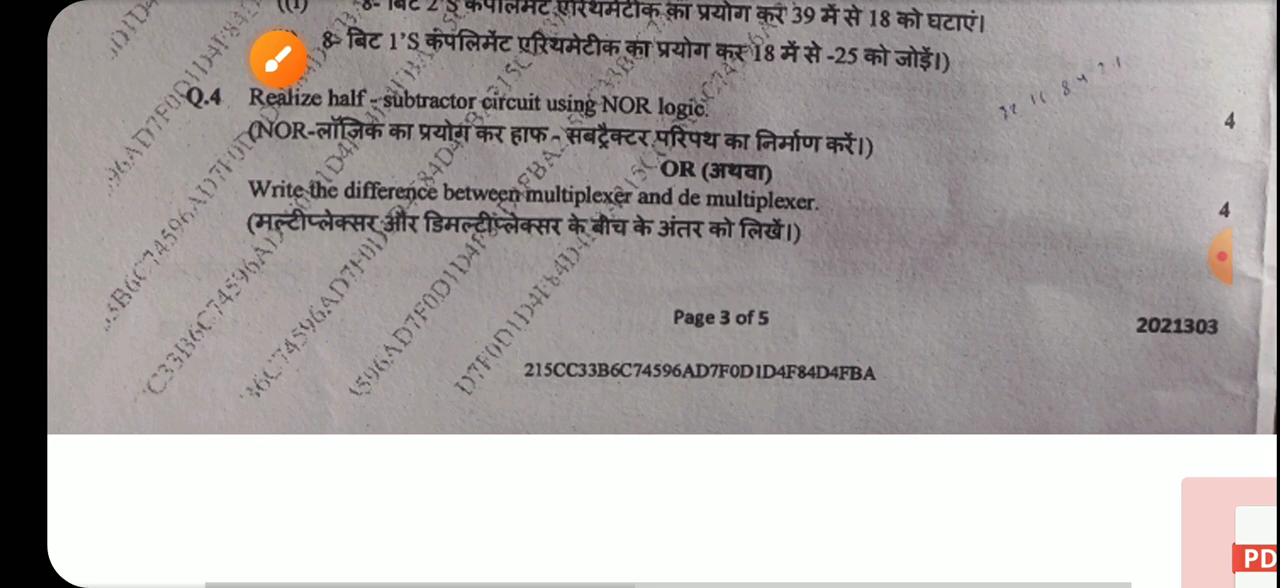 8- बिट 2'S कंपलिमेंट एरिथमेटीक का प्रयोग कर 39 में से 18 को घटाएं।
8- बिट 1'S कंपलिमेंट एरिथमेटीक का प्रयोग कर 18 में से -25 को जोड़ें।)
Q.4 Realize half - subtractor circuit using NOR logic. 4
(NOR-लॉजिक का प्रयोग कर हाफ - सबट्रैक्टर परिपथ का निर्माण करें।)
OR (अथवा)
Write the difference between multiplexer and de multiplexer. 4
(मल्टीप्लेक्सर और डिमल्टीप्लेक्सर के बीच के अंतर को लिखें।)
Page 3 of 5
2021303
215CC33B6C74596AD7F0D1D4F84D4FBA